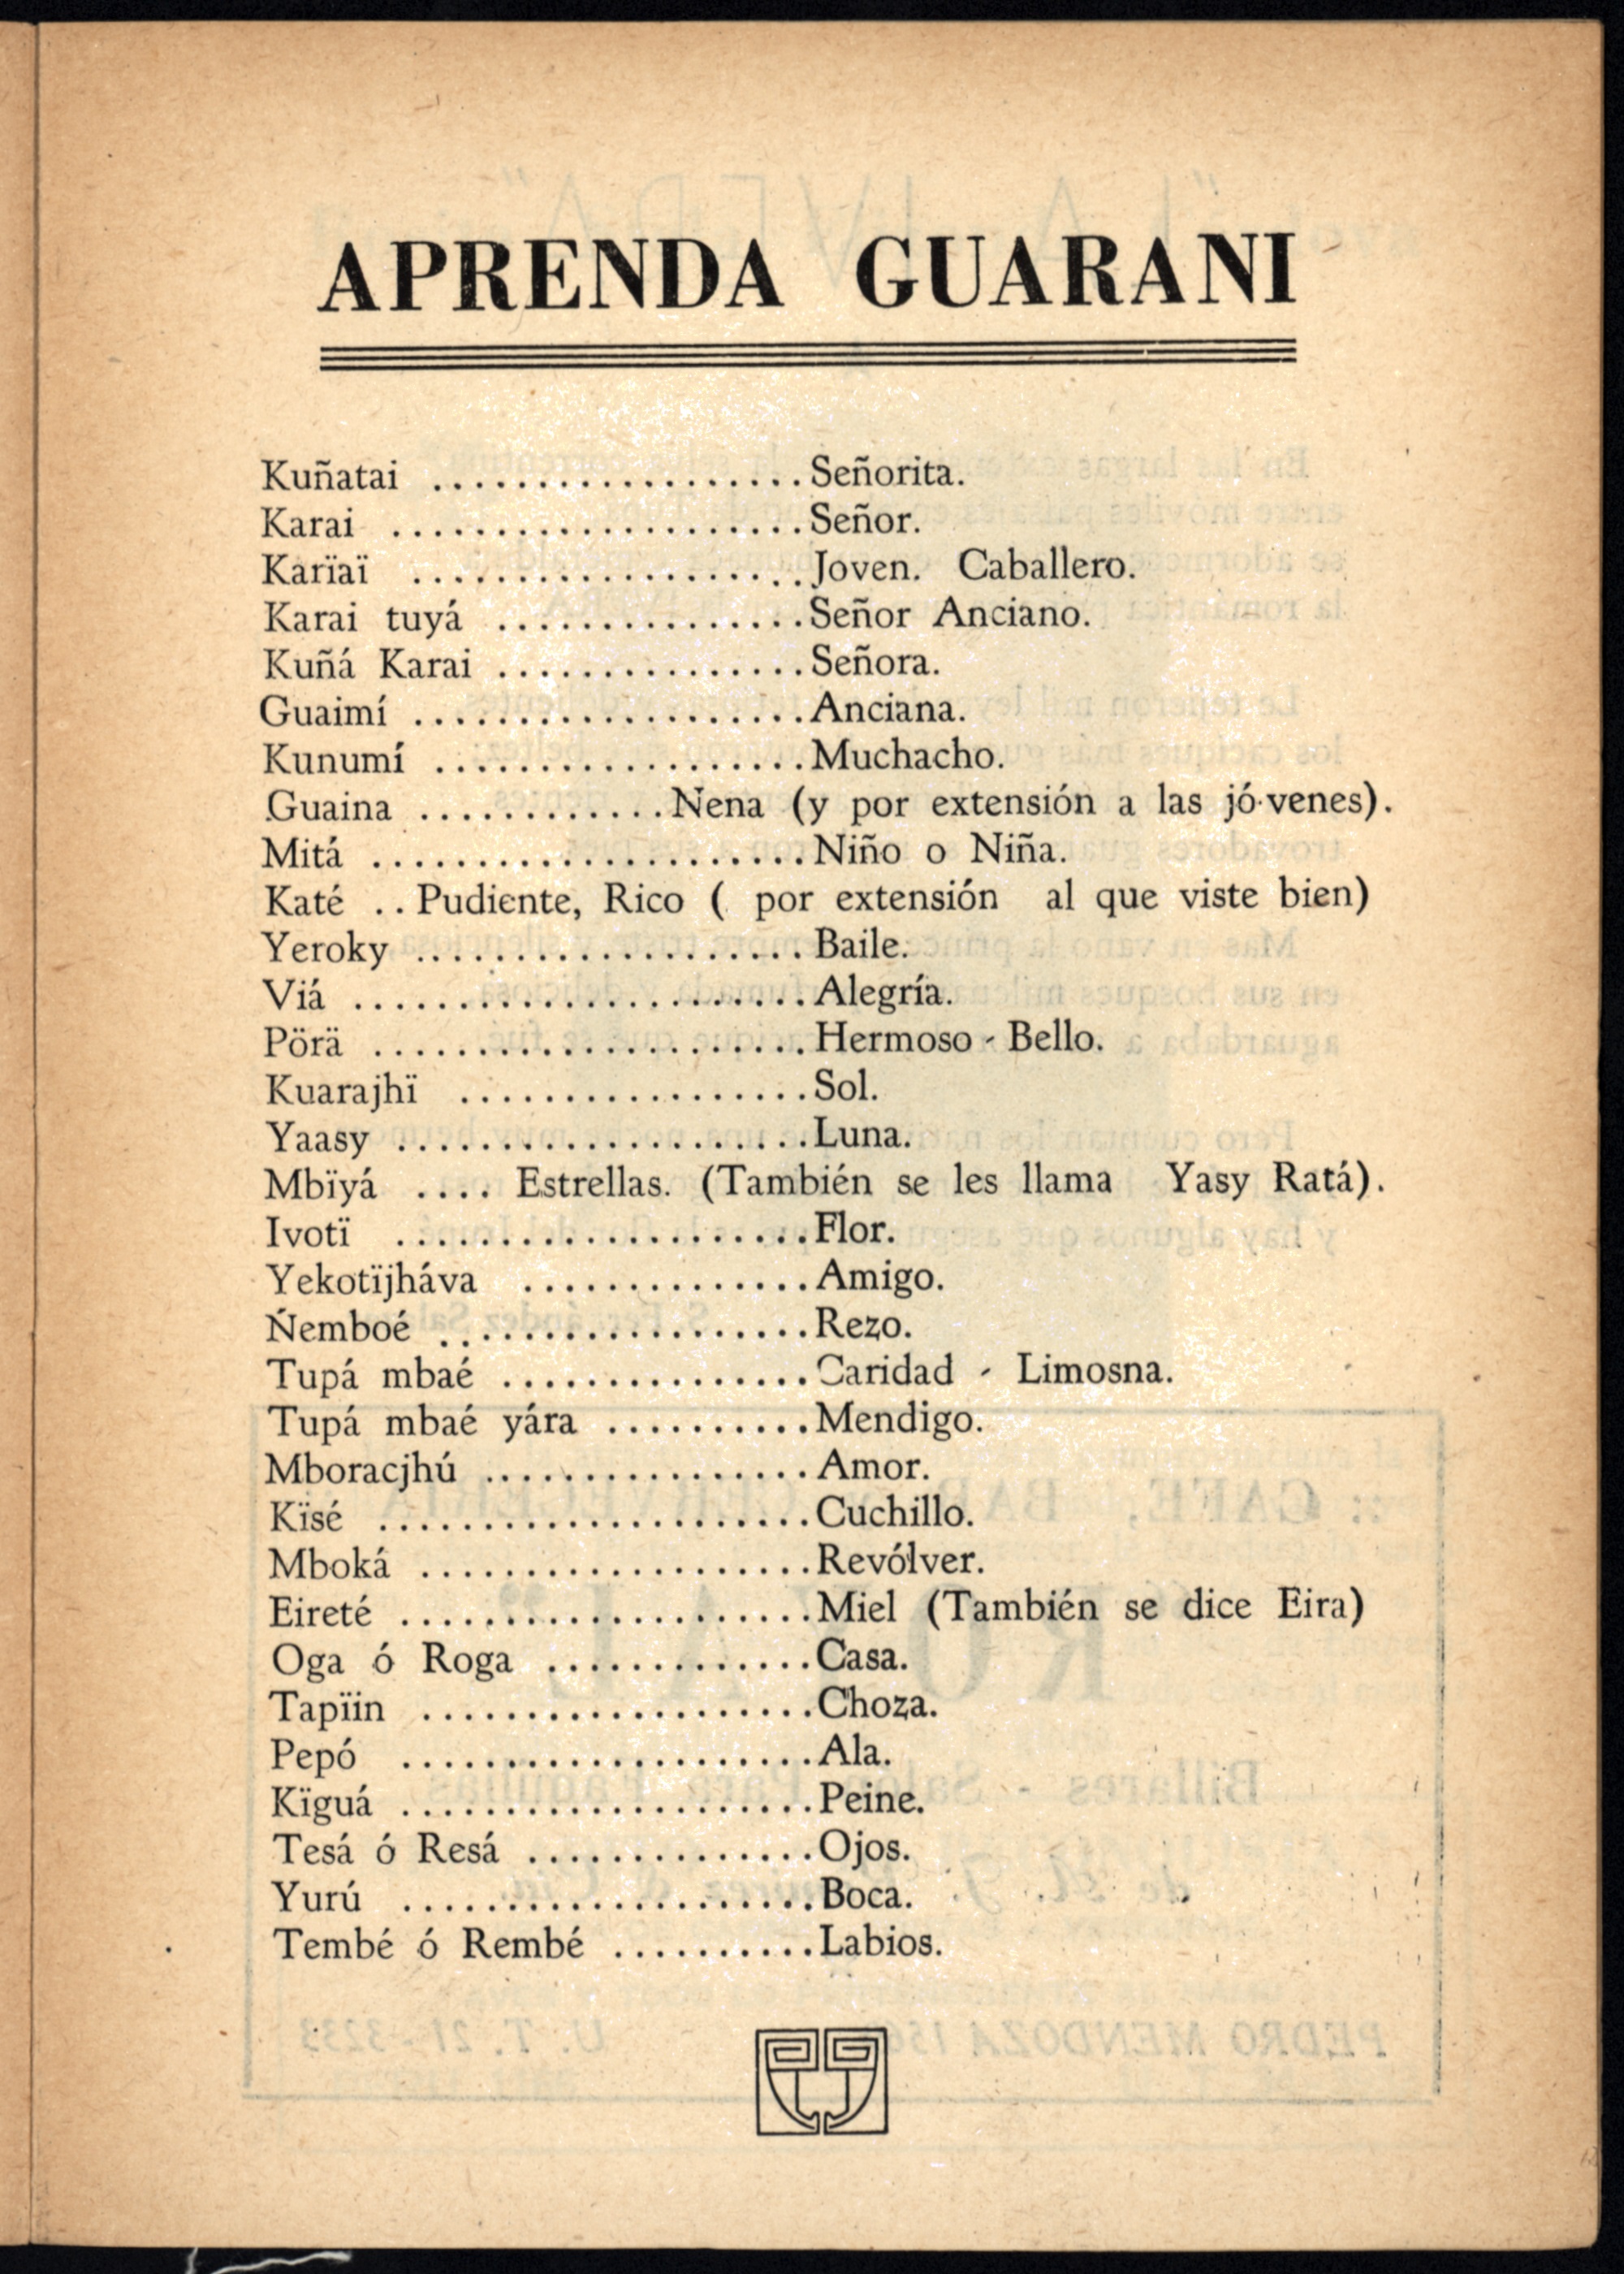 APRENDA GUARANI
Kuñatai ..................Señorita.
Karai ....................Señor.
Karïaï ...................Joven. Caballero.
Karai tuyá ...............Señor Anciano.
Kuñá Karai ...............Señora.
Guaimí ...................Anciana.
Kunumí ..................Muchacho.
Guaina ............Nena (y por extensión a las jó·venes).
Mitá .....................Niño o Niña.
Katé ..Pudiente, Rico ( por extensión al que viste bien)
Yeroky ...................Baile.
Viá ......................Alegría.
Pörä .....................Hermoso - Bello.
Kuarajhï .................Sol.
Yaasy ....................Luna.
Mbïyá .... Estrellas. (También se les llama Yasy Ratá).
Ivotï ....................Flor.
Yekotïjháva ..............Amigo.
Ñemboé ..................Rezo.
Tupá mbaé ...............Caridad - Limosna.
Tupá mbaé yára ..........Mendigo.
Mboracjhú ................Amor.
Kïsé .....................Cuchillo.
Mboká ...................Revólver.
Eireté ....................Miel (También se dice Eira)
Oga ó Roga .............Casa.
Tapïin ...................Choza.
Pepó ....................Ala.
Kïguá ....................Peine.
Tesá ó Resá ..............Ojos.
Yurú ....................Boca.
Tembé ó Rembé ..........Labios.